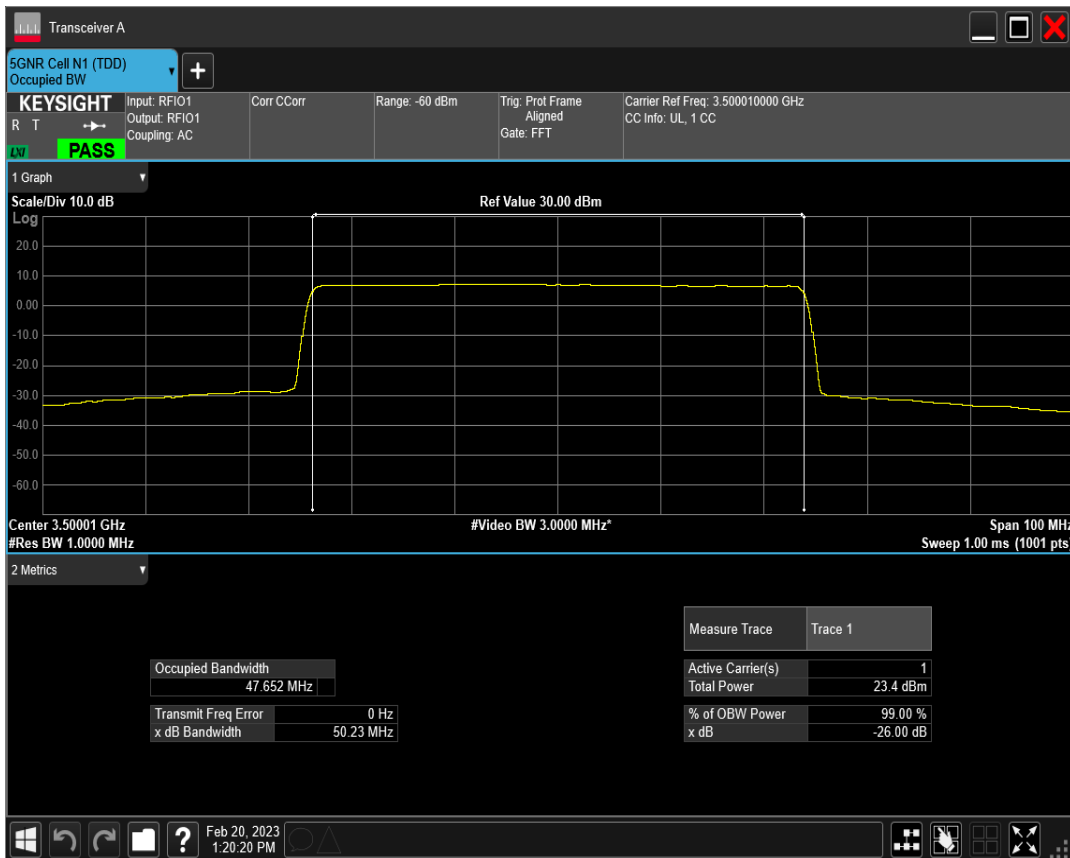 Transceiver A
5GNR Cell N1 (TDD)
Occupied BW
+
KEYSIGHT
R T
LXI
PASS
Input: RFIO1
Output: RFIO1
Coupling: AC
Corr CCorr
Range: -60 dBm
Trig: Prot Frame
Aligned
Gate: FFT
Carrier Ref Freq: 3.500010000 GHz
CC Info: UL, 1 CC
1 Graph
Scale/Div 10.0 dB
Ref Value 30.00 dBm
Log
20.0
10.0
0.00
-10.0
-20.0
-30.0
-40.0
-50.0
-60.0
Center 3.50001 GHz
#Video BW 3.0000 MHz*
Span 100 MHz
#Res BW 1.0000 MHz
Sweep 1.00 ms (1001 pts)
2 Metrics
Measure Trace Trace 1
Occupied Bandwidth
47.652 MHz
Active Carrier(s) 1
Total Power 23.4 dBm
Transmit Freq Error 0 Hz
x dB Bandwidth 50.23 MHz
% of OBW Power 99.00 %
x dB -26.00 dB
?
Feb 20, 2023
1:20:20 PM